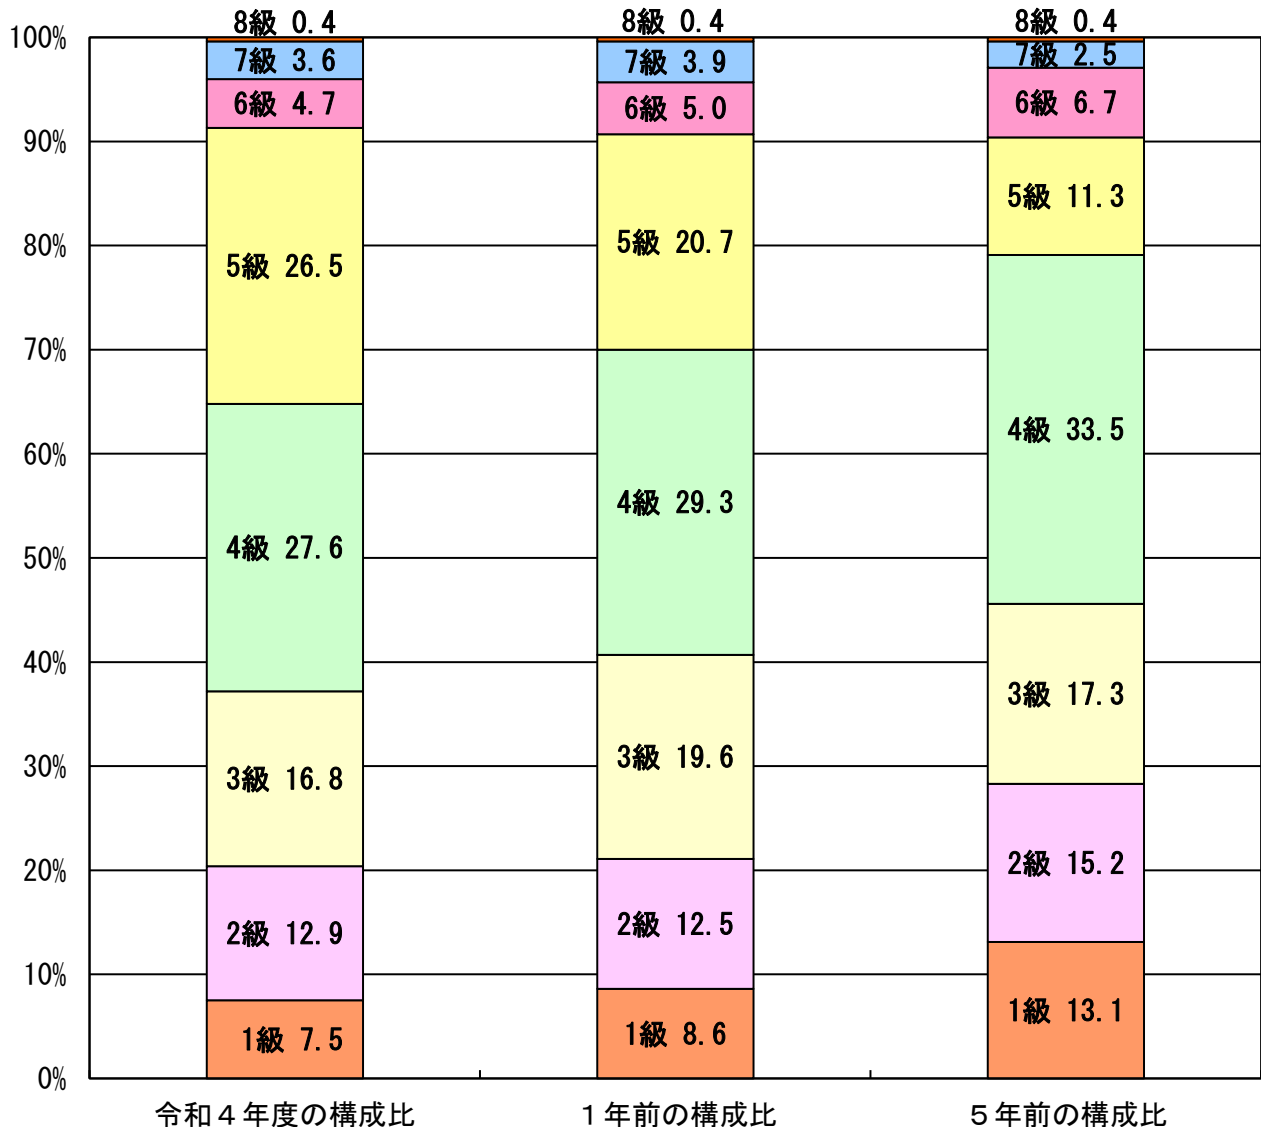 8級 0.4
8級 0.4
8級 0.4
100%
7級 3.6
7級 3.9
7級 2.5
6級 4.7
6級 5.0
6級 6.7
90%
5級 26.5
5級 20.7
5級 11.3
80%
70%
4級 27.6
4級 29.3
4級 33.5
60%
50%
40%
3級 16.8
3級 19.6
3級 17.3
30%
20%
2級 12.9
2級 12.5
2級 15.2
10%
1級 7.5
1級 8.6
1級 13.1
0%
令和４年度の構成比
１年前の構成比
５年前の構成比